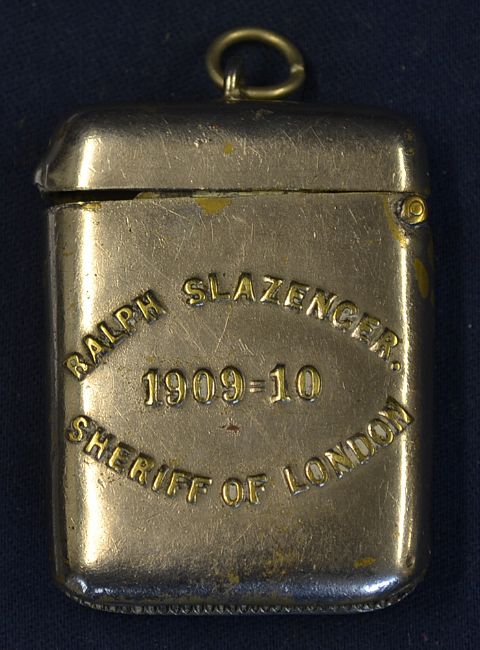 RALPH SLAZENGER.
1909=10
SHERIFF OF LONDON